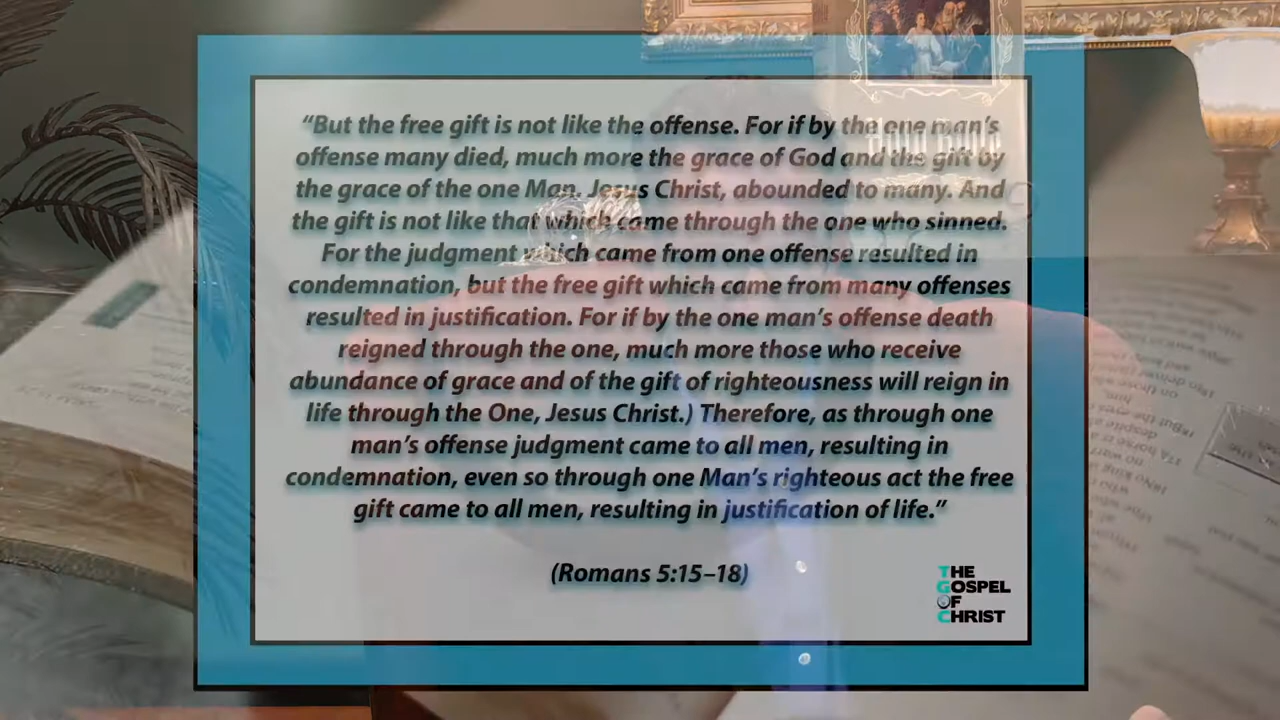 “But the free gift is not like the offense. For if by the one man’s
offense many died, much more the grace of God and the gift by
the grace of the one Man, Jesus Christ, abounded to many. And
the gift is not like that which came through the one who sinned.
For the judgment which came from one offense resulted in
condemnation, but the free gift which came from many offenses
resulted in justification. For if by the one man’s offense death
reigned through the one, much more those who receive
abundance of grace and of the gift of righteousness will reign in
life through the One, Jesus Christ.) Therefore, as through one
man’s offense judgment came to all men, resulting in
condemnation, even so through one Man’s righteous act the free
gift came to all men, resulting in justification of life.”
(Romans 5:15–18)
THE
GOSPEL
OF
CHRIST